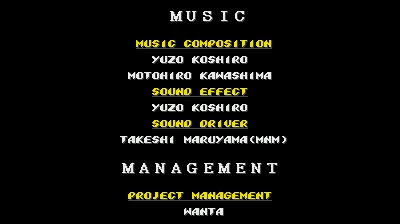 MUSIC
MUSIC COMPOSITION
YUZO KOSHIRO
MOTOHIRO KAWASHIMA
SOUND EFFECT
YUZO KOSHIRO
SOUND DRIVER
TAKESHI MARUYAMA(MNM)
MANAGEMENT
PROJECT MANAGEMENT
WANTA